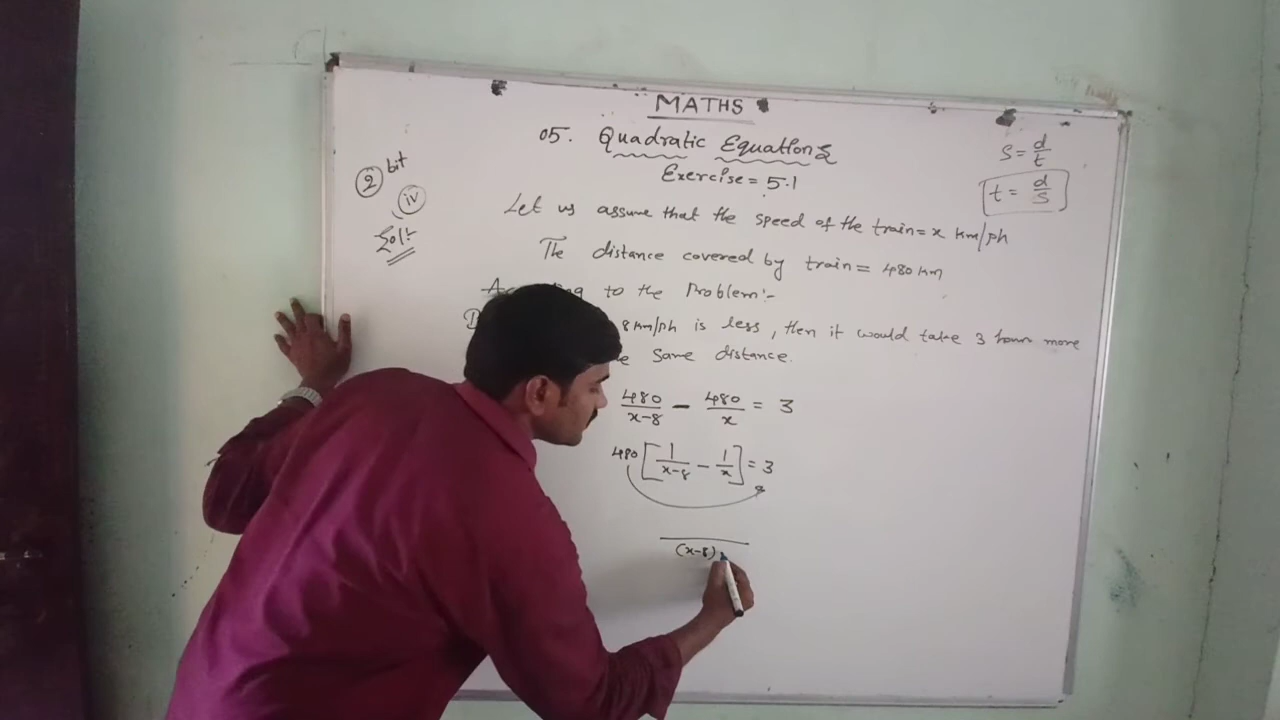 MATHS
05. Quadratic Equations
Exercise = 5.1
S = d/t
t = d/s
2 bit
iv
Sol:-
Let us assume that the speed of the train = x km/ph
The distance covered by train = 480 km
to the Problem:-
8 km/ph is less, then it would take 3 hours more
same distance.
480/x-8 - 480/x = 3
480 [1/x-8 - 1/x] = 3
(x-8)